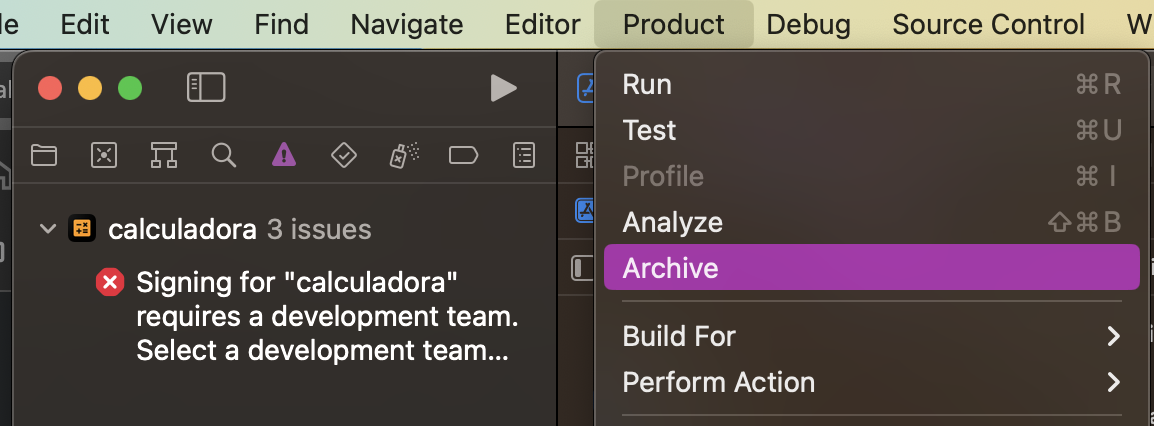 Edit View Find Navigate Editor Product Debug Source Control
calculadora 3 issues
Signing for "calculadora"
requires a development team.
Select a development team...
Run ⌘R
Test ⌘U
Profile ⌘I
Analyze ⇧⌘B
Archive
Build For
Perform Action